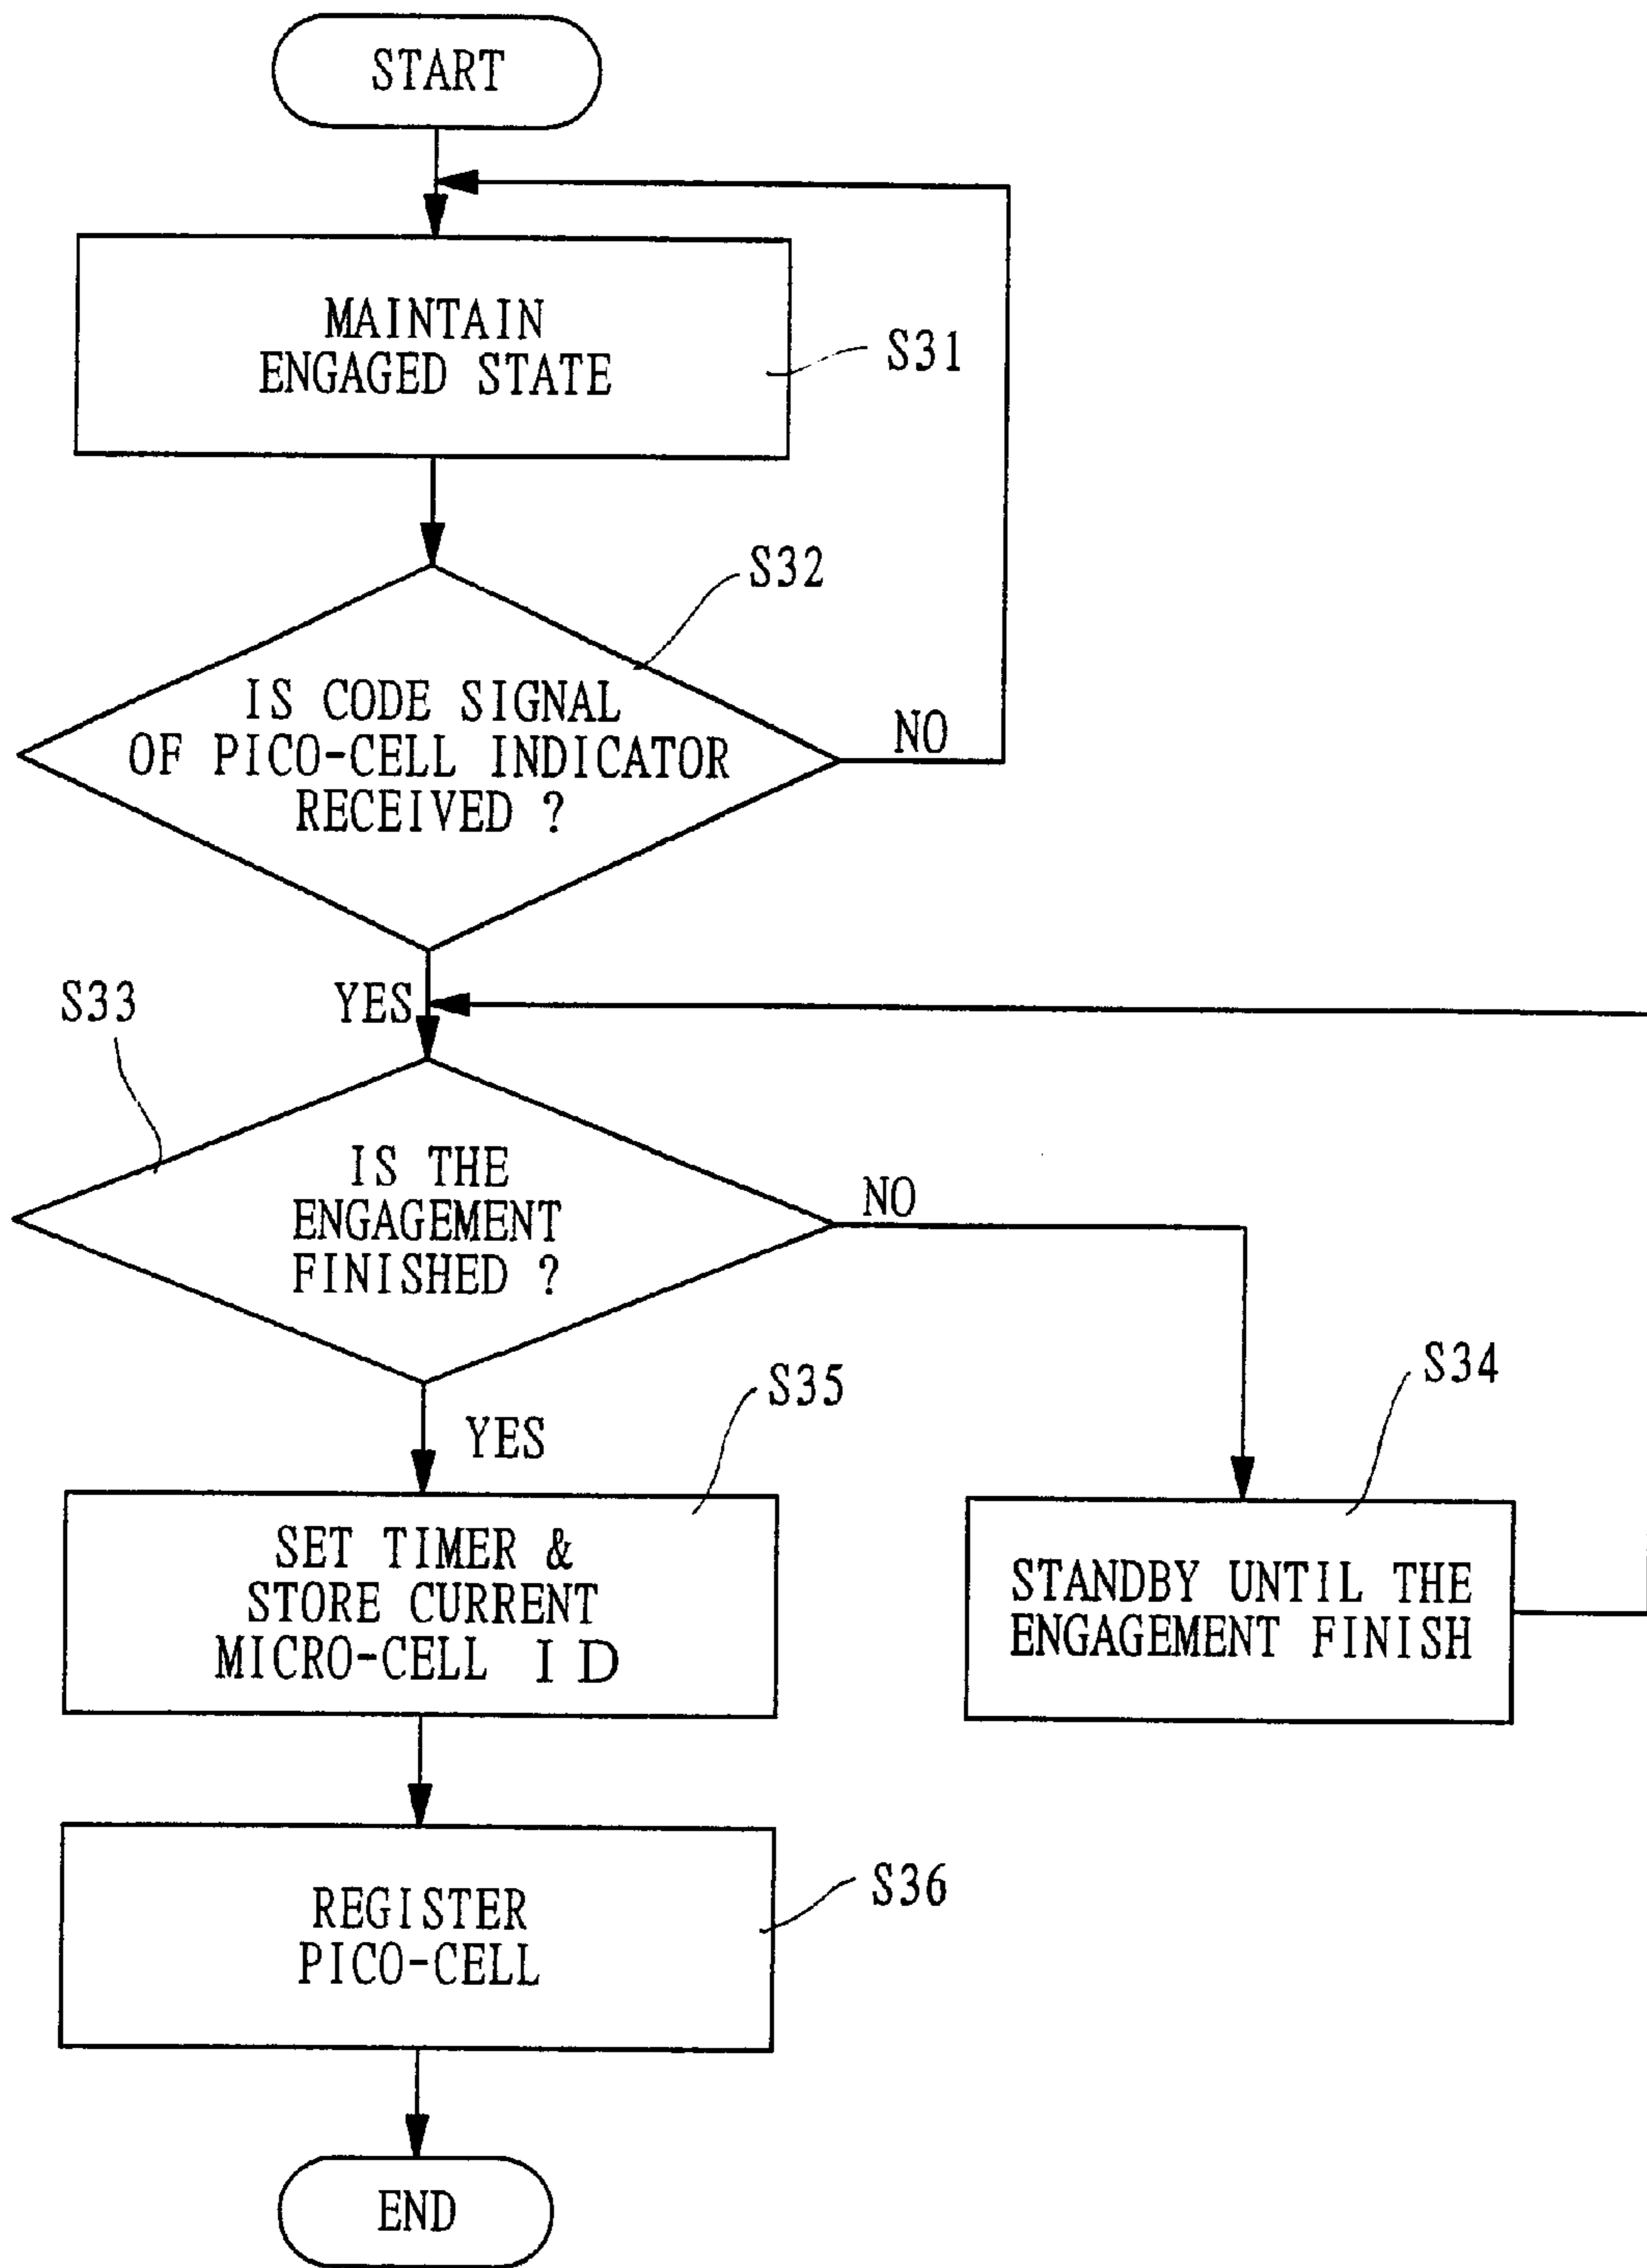 START
MAINTAIN
ENGAGED STATE
S31
S32
IS CODE SIGNAL
OF PICO-CELL INDICATOR
RECEIVED ?
NO
S33
YES
IS THE
ENGAGEMENT
FINISHED ?
NO
S35
S34
YES
SET TIMER &
STORE CURRENT
MICRO-CELL ID
STANDBY UNTIL THE
ENGAGEMENT FINISH
REGISTER
PICO-CELL
S36
END